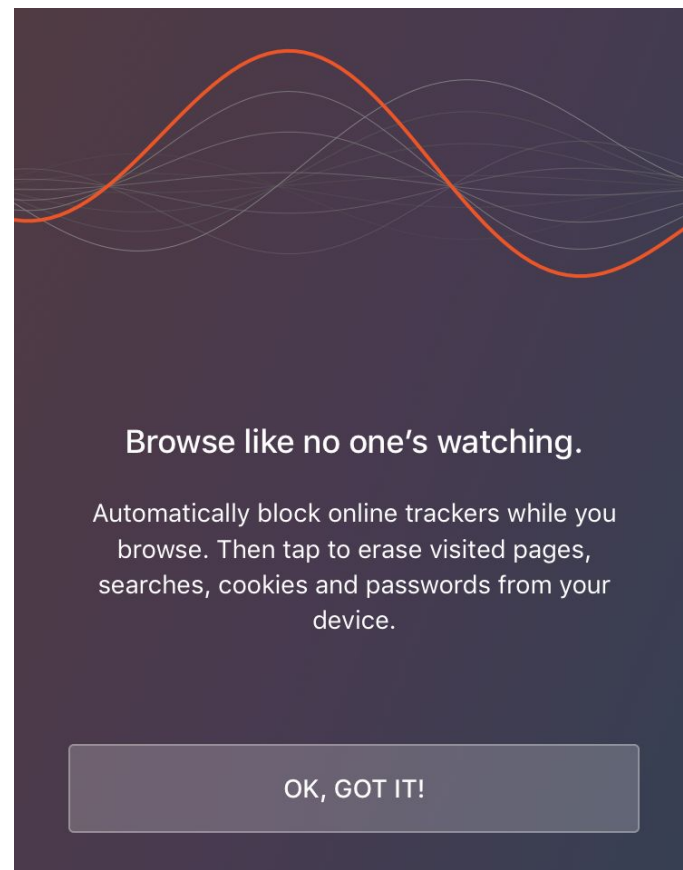 Browse like no one’s watching.
Automatically block online trackers while you
browse. Then tap to erase visited pages,
searches, cookies and passwords from your
device.
OK, GOT IT!